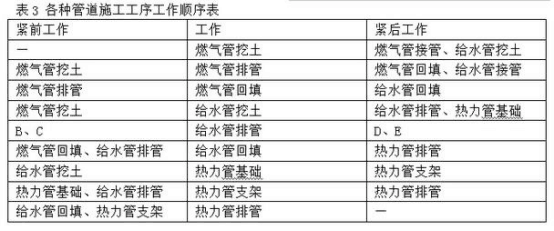 表3 各种管道施工工序工作顺序表
紧前工作 工作 紧后工作
— 燃气管挖土 燃气管接管、给水管挖土
燃气管挖土 燃气管排管 燃气管回填、给水管接管
燃气管排管 燃气管回填 给水管回填
燃气管挖土 给水管挖土 给水管排管、热力管基础
B、C 给水管排管 D、E
燃气管回填、给水管排管 给水管回填 热力管排管
给水管挖土 热力管基础 热力管支架
热力管基础、给水管排管 热力管支架 热力管排管
给水管回填、热力管支架 热力管排管 —